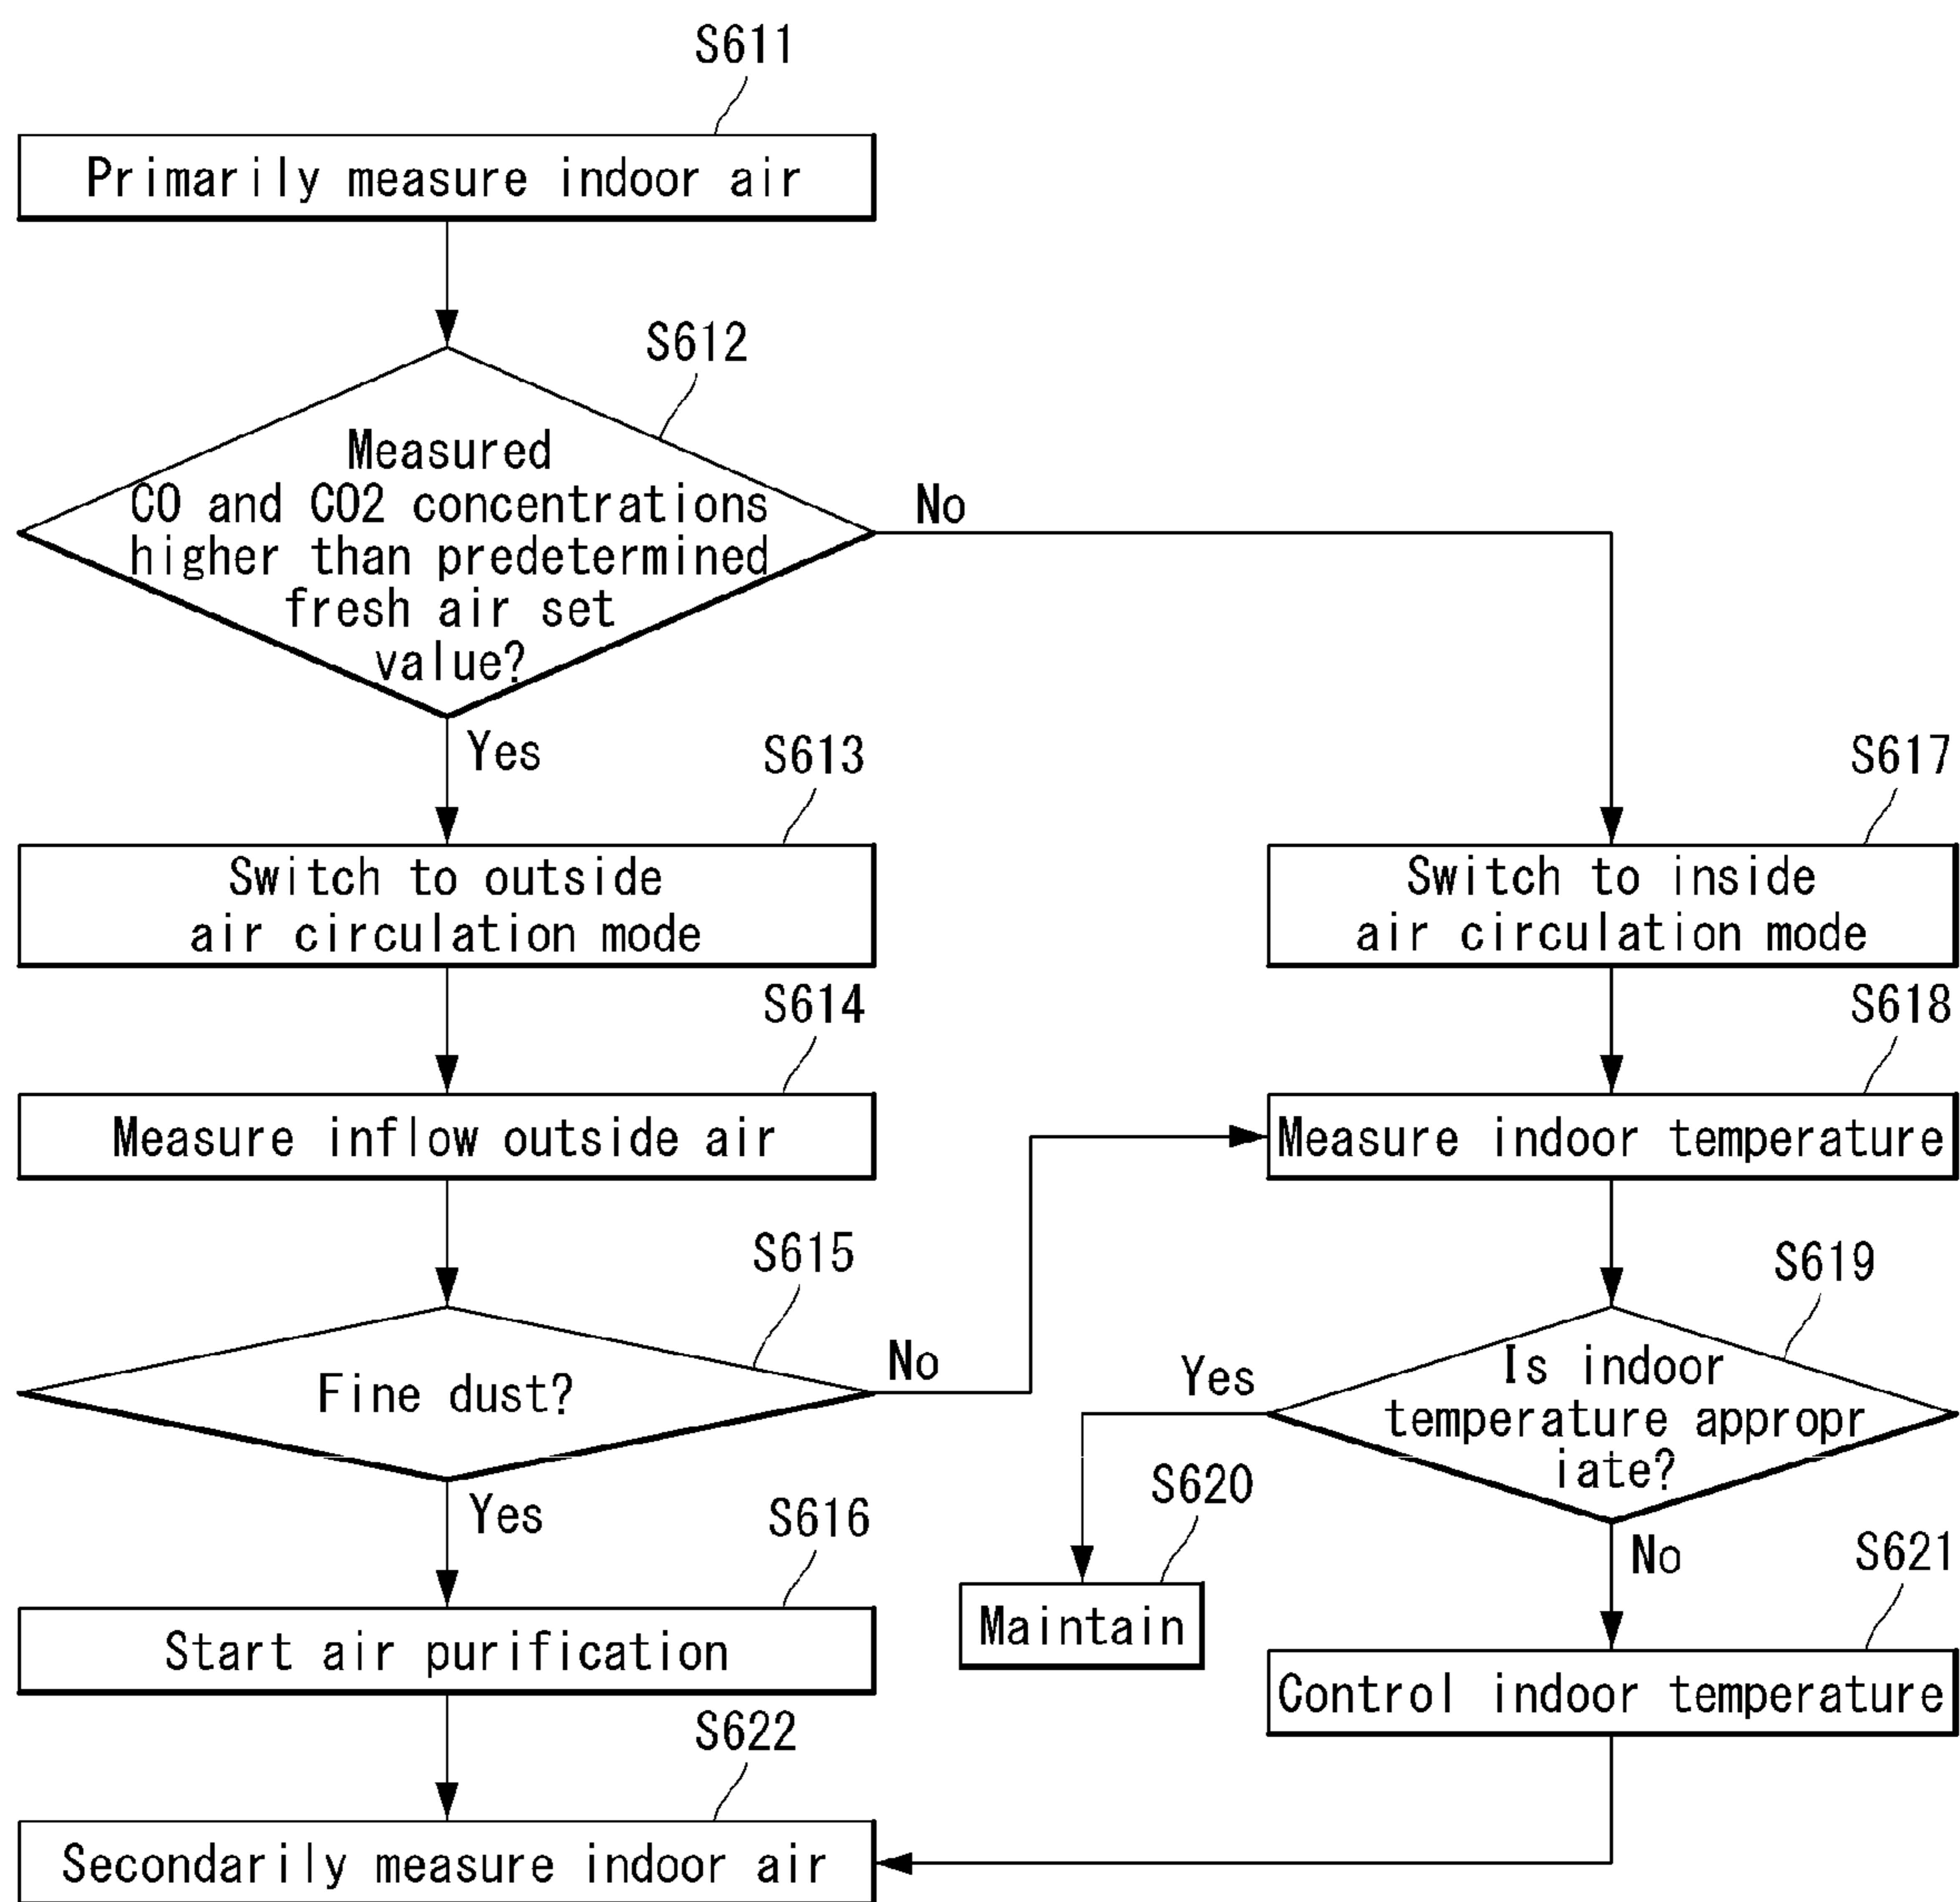 S611
Primarily measure indoor air
S612
Measured
CO and CO2 concentrations
higher than predetermined
fresh air set
value?
No
Yes
S613
Switch to outside
air circulation mode
S617
Switch to inside
air circulation mode
S614
Measure inflow outside air
S618
Measure indoor temperature
S615
Fine dust?
No
Yes
S619
Is indoor
temperature appropr
iate?
Yes
No
S616
Start air purification
S620
Maintain
S621
Control indoor temperature
S622
Secondarily measure indoor air